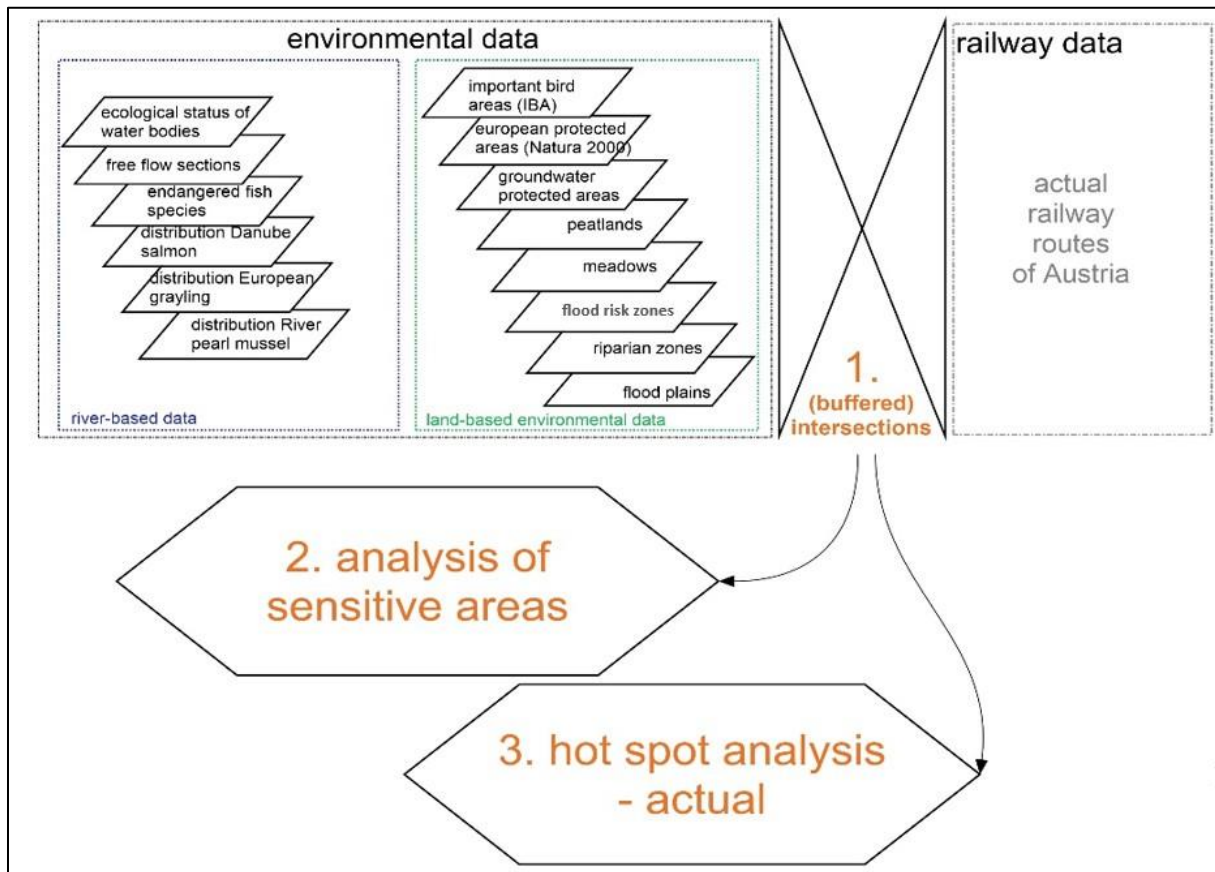 environmental data
ecological status of
water bodies
free flow sections
endangered fish
species
distribution Danube
salmon
distribution European
grayling
distribution River
pearl mussel
river-based data
important bird
areas (IBA)
european protected
areas (Natura 2000)
groundwater
protected areas
peatlands
meadows
flood risk zones
riparian zones
flood plains
land-based environmental data
1.
(buffered)
intersections
railway data
actual
railway
routes
of Austria
2. analysis of
sensitive areas
3. hot spot analysis
- actual